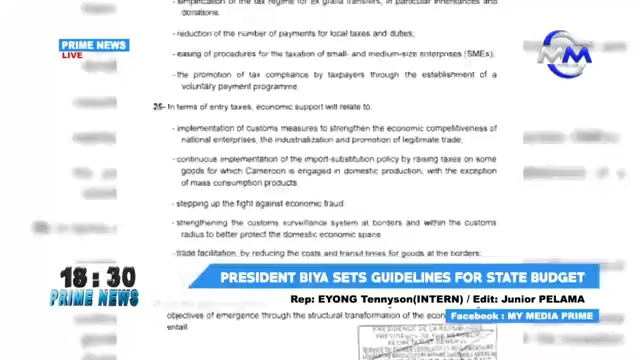 - simplification of the tax regime for ex gratia transfers, in particular inheritances and
donations.
- reduction of the number of payments for local taxes and duties;
- easing of procedures for the taxation of small- and medium-size enterprises (SMEs);
- the promotion of tax compliance by taxpayers through the establishment of a
voluntary payment programme
25- In terms of entry taxes, economic support will relate to:
- implementation of customs measures to strengthen the economic competitiveness of
national enterprises, the industrialization and promotion of legitimate trade;
- continuous implementation of the import-substitution policy by raising taxes on some
goods for which Cameroon is engaged in domestic production, with the exception
of mass consumption products;
- stepping up the fight against economic fraud;
- strengthening the customs surveillance system at borders and within the customs
radius to better protect the domestic economic space
- trade facilitation, by reducing the costs and transit times for goods at the borders;
objectives of emergence through the structural transformation of the
entail
PRESIDENCE DE LA REPUBLIQUE
PRIME NEWS
LIVE
MM
18:30
PRIME NEWS
PRESIDENT BIYA SETS GUIDELINES FOR STATE BUDGET
Rep: EYONG Tennyson(INTERN) / Edit: Junior PELAMA
Facebook : MY MEDIA PRIME